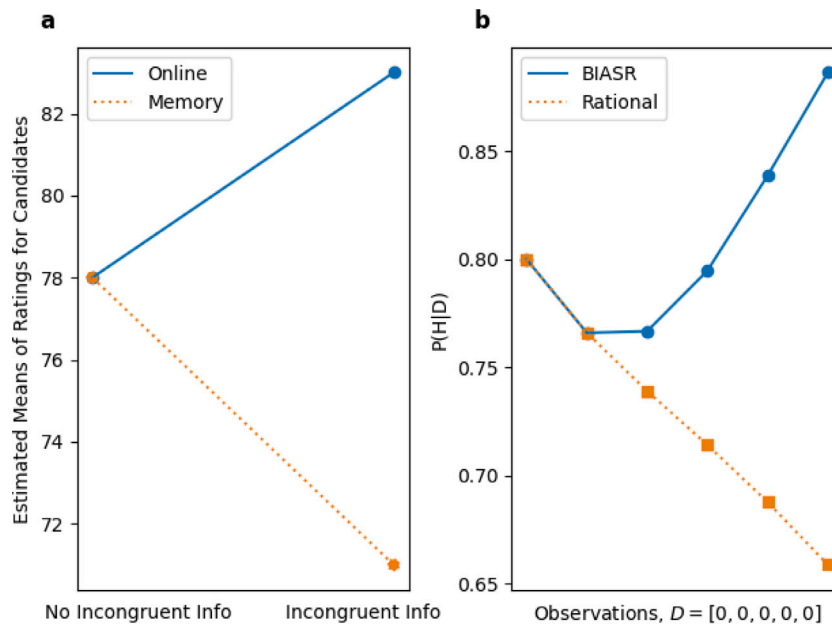 a
Online
Memory
Estimated Means of Ratings for Candidates
82
80
78
76
74
72
No Incongruent Info
Incongruent Info
b
BIASR
Rational
P(H|D)
0.85
0.80
0.75
0.70
0.65
Observations, D = [0, 0, 0, 0, 0]